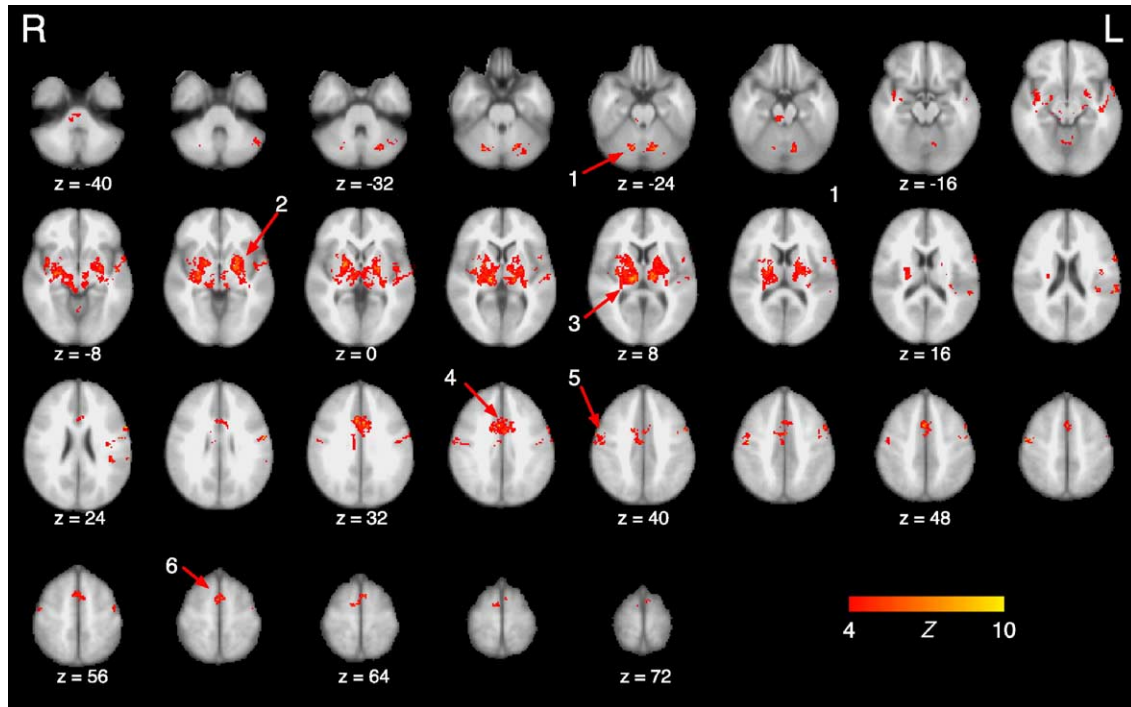 R
L
z = -40
z = -32
1
z = -24
1
z = -16
2
z = -8
z = 0
3
z = 8
z = 16
4
5
z = 24
z = 32
z = 40
z = 48
6
z = 56
z = 64
z = 72
4 Z 10